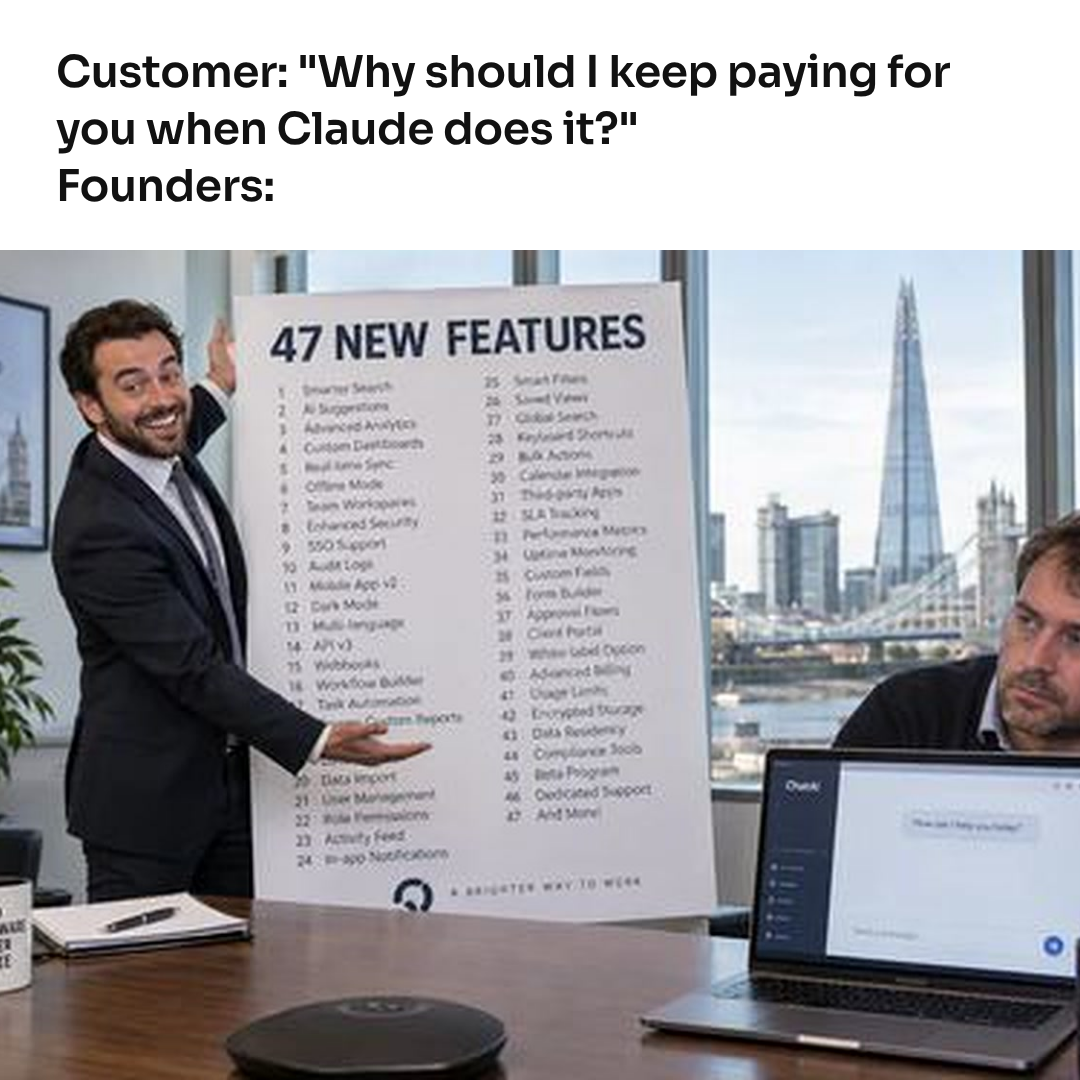 Customer: "Why should I keep paying for
you when Claude does it?"
Founders:
47 NEW FEATURES
1 Smarter Search
2 AI Suggestions
3 Advanced Analytics
4 Custom Dashboards
5 Real-time Sync
6 Offline Mode
7 Team Workspaces
8 Enhanced Security
9 SSO Support
10 Audit Logs
11 Mobile App v2
12 Dark Mode
13 Multi-language
14 API v3
15 Webhooks
16 Workflow Builder
Task Automation
Custom Reports
20 Data Import
21 User Management
22 Role Permissions
23 Activity Feed
24 In-app Notifications
25 Smart Filters
26 Saved Views
27 Global Search
28 Keyboard Shortcuts
29 Bulk Actions
30 Calendar Integration
31 Third-party Apps
32 SLA Tracking
33 Performance Metrics
34 Uptime Monitoring
35 Custom Fields
36 Form Builder
37 Approval Flows
38 Client Portal
39 White-label Option
40 Advanced Billing
41 Usage Limits
42 Encrypted Storage
43 Data Residency
44 Compliance Tools
45 Beta Program
46 Dedicated Support
47 And More!
A BRIGHTER WAY TO WORK
ChatAI
"How can I help you today?"